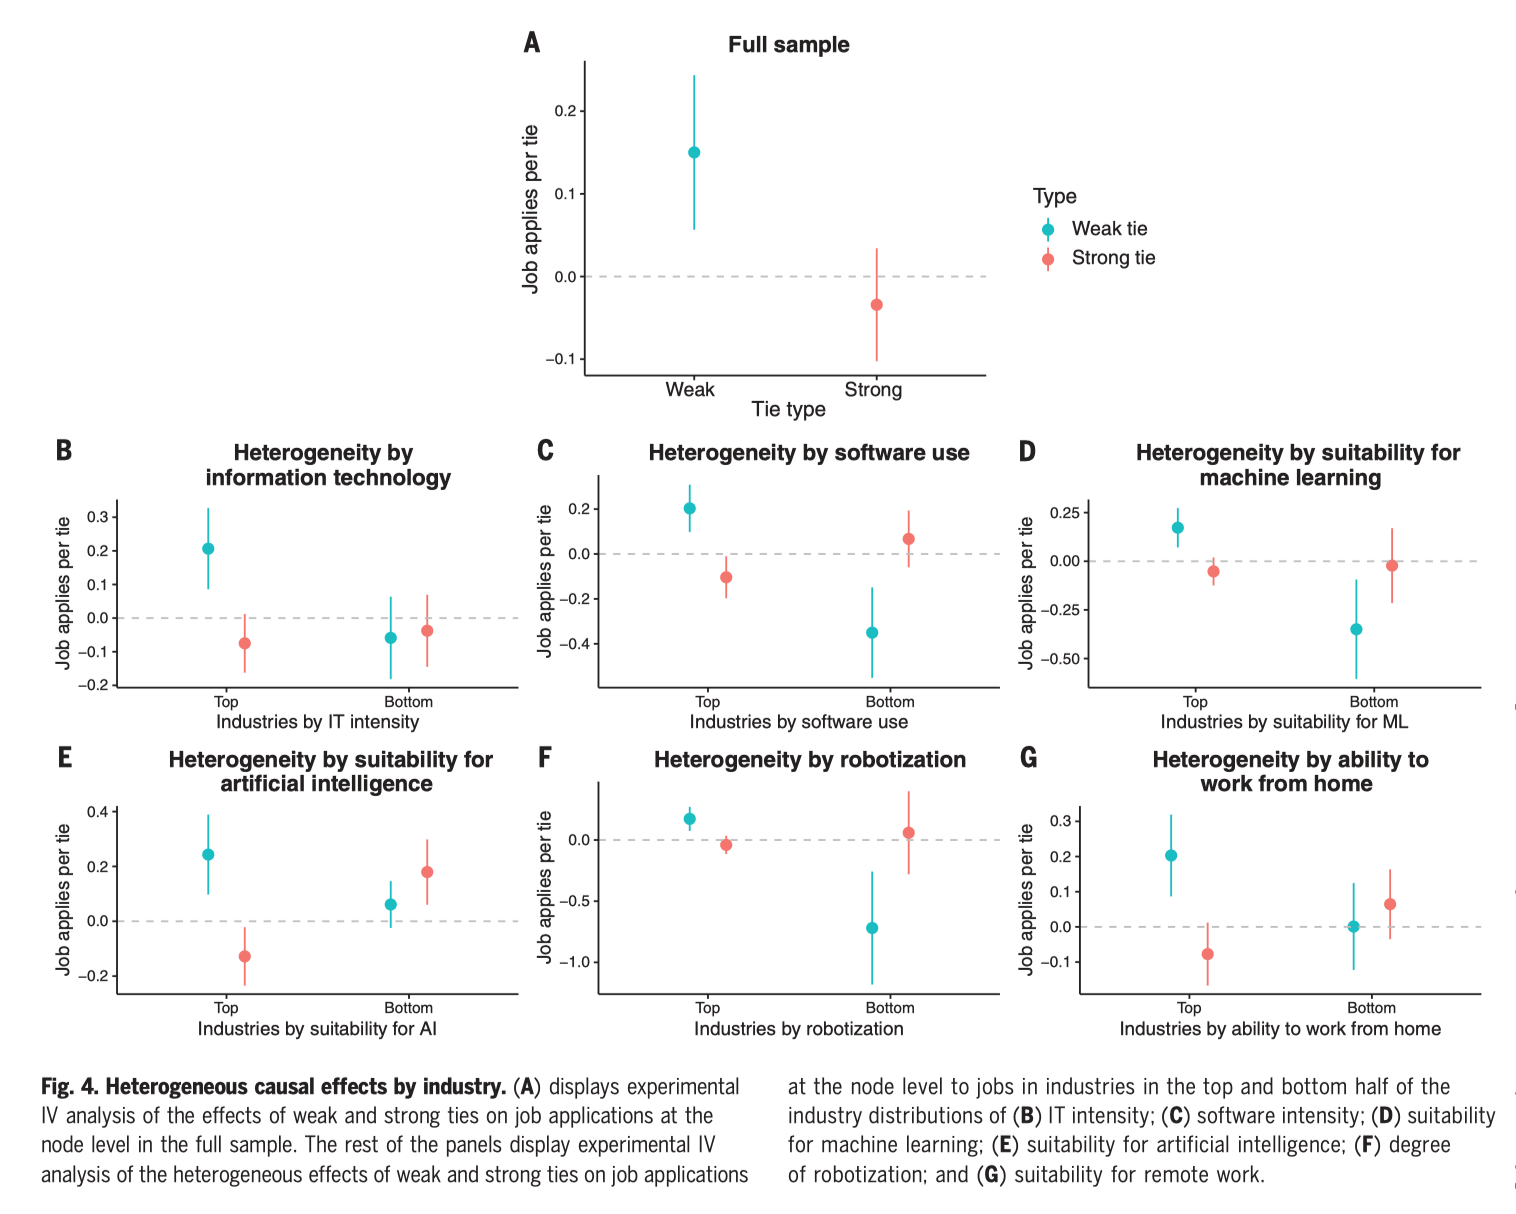 A
Full sample
Job applies per tie
0.2
0.1
0.0
−0.1
Weak
Strong
Tie type
Type
Weak tie
Strong tie
B
Heterogeneity by
information technology
Job applies per tie
0.3
0.2
0.1
0.0
−0.1
−0.2
Top
Bottom
Industries by IT intensity
C
Heterogeneity by software use
Job applies per tie
0.2
0.0
−0.2
−0.4
Top
Bottom
Industries by software use
D
Heterogeneity by suitability for
machine learning
Job applies per tie
0.25
0.00
−0.25
−0.50
Top
Bottom
Industries by suitability for ML
E
Heterogeneity by suitability for
artificial intelligence
Job applies per tie
0.4
0.2
0.0
−0.2
Top
Bottom
Industries by suitability for AI
F
Heterogeneity by robotization
Job applies per tie
0.0
−0.5
−1.0
Top
Bottom
Industries by robotization
G
Heterogeneity by ability to
work from home
Job applies per tie
0.3
0.2
0.1
0.0
−0.1
Top
Bottom
Industries by ability to work from home
Fig. 4. Heterogeneous causal effects by industry. (A) displays experimental
IV analysis of the effects of weak and strong ties on job applications at the
node level in the full sample. The rest of the panels display experimental IV
analysis of the heterogeneous effects of weak and strong ties on job applications
at the node level to jobs in industries in the top and bottom half of the
industry distributions of (B) IT intensity; (C) software intensity; (D) suitability
for machine learning; (E) suitability for artificial intelligence; (F) degree
of robotization; and (G) suitability for remote work.